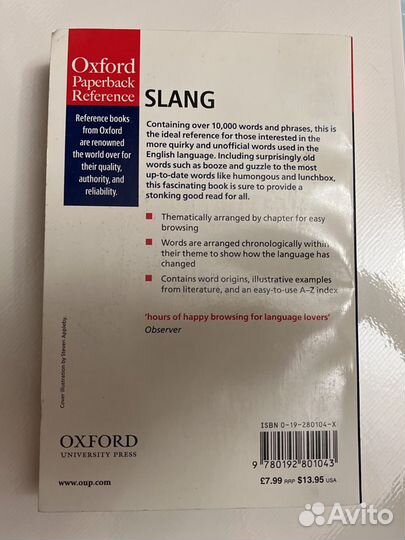 Oxford
Paperback
Reference
Reference books
from Oxford
are renowned
the world over for
their quality,
authority, and
reliability.
SLANG
Containing over 10,000 words and phrases, this is
the ideal reference for those interested in the
more quirky and unofficial words used in the
English language. Including surprisingly old
words such as booze and guzzle to the most
up-to-date words like humongous and lunchbox,
this fascinating book is sure to provide a
stonking good read for all.
Thematically arranged by chapter for easy
browsing
Words are arranged chronologically within
their theme to show how the language has
changed
Contains word origins, illustrative examples
from literature, and an easy-to-use A–Z index
'hours of happy browsing for language lovers'
Observer
Cover illustration by Steven Appleby.
OXFORD
UNIVERSITY PRESS
www.oup.com
ISBN 0-19-280104-X
9 780192 801043
£7.99 RRP $13.95 USA
Avito